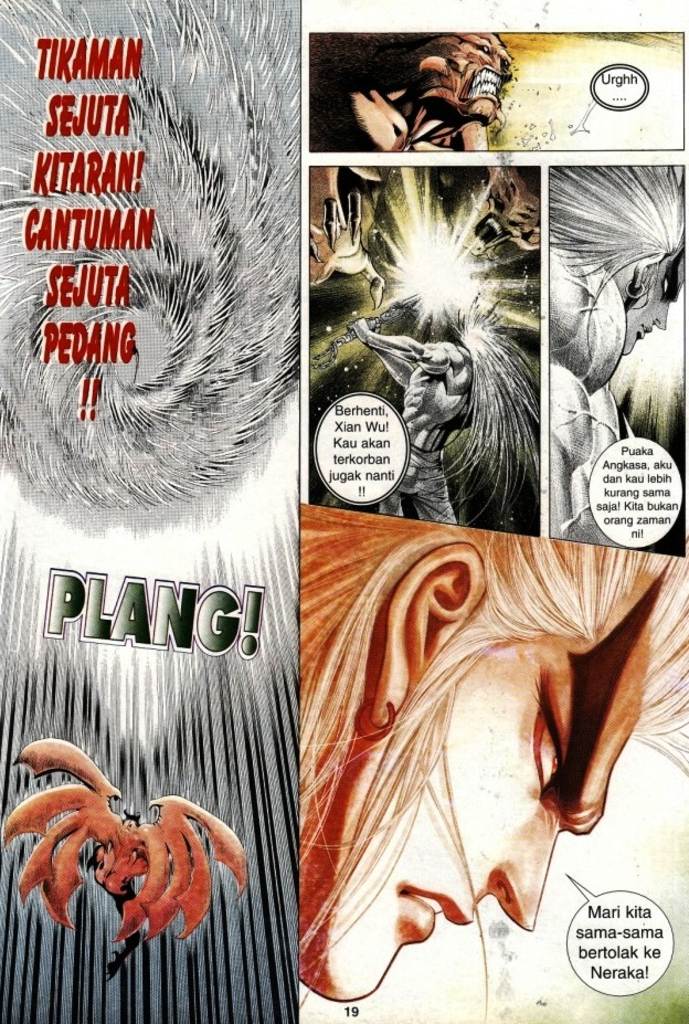 TIKAMAN
SEJUTA
KITARAN!
CANTUMAN
SEJUTA
PEDANG
!!
PLANG!
Urghh
....
Berhenti,
Xian Wu!
Kau akan
terkorban
jugak nanti
!!
Puaka
Angkasa, aku
dan kau lebih
kurang sama
saja! Kita bukan
orang zaman
ni!
Mari kita
sama-sama
bertolak ke
Neraka!
19